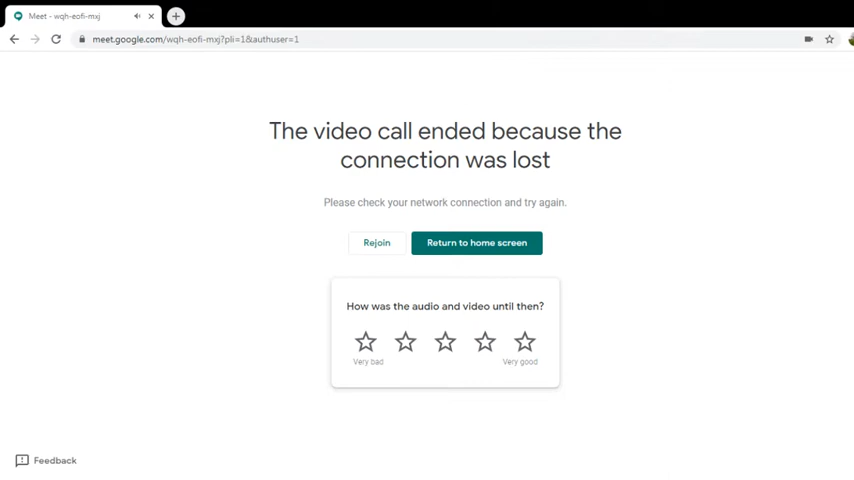 Meet - wqh-eofi-mxj
meet.google.com/wqh-eofi-mxj?pli=1&authuser=1
The video call ended because the
connection was lost
Please check your network connection and try again.
Rejoin
Return to home screen
How was the audio and video until then?
Very bad
Very good
Feedback